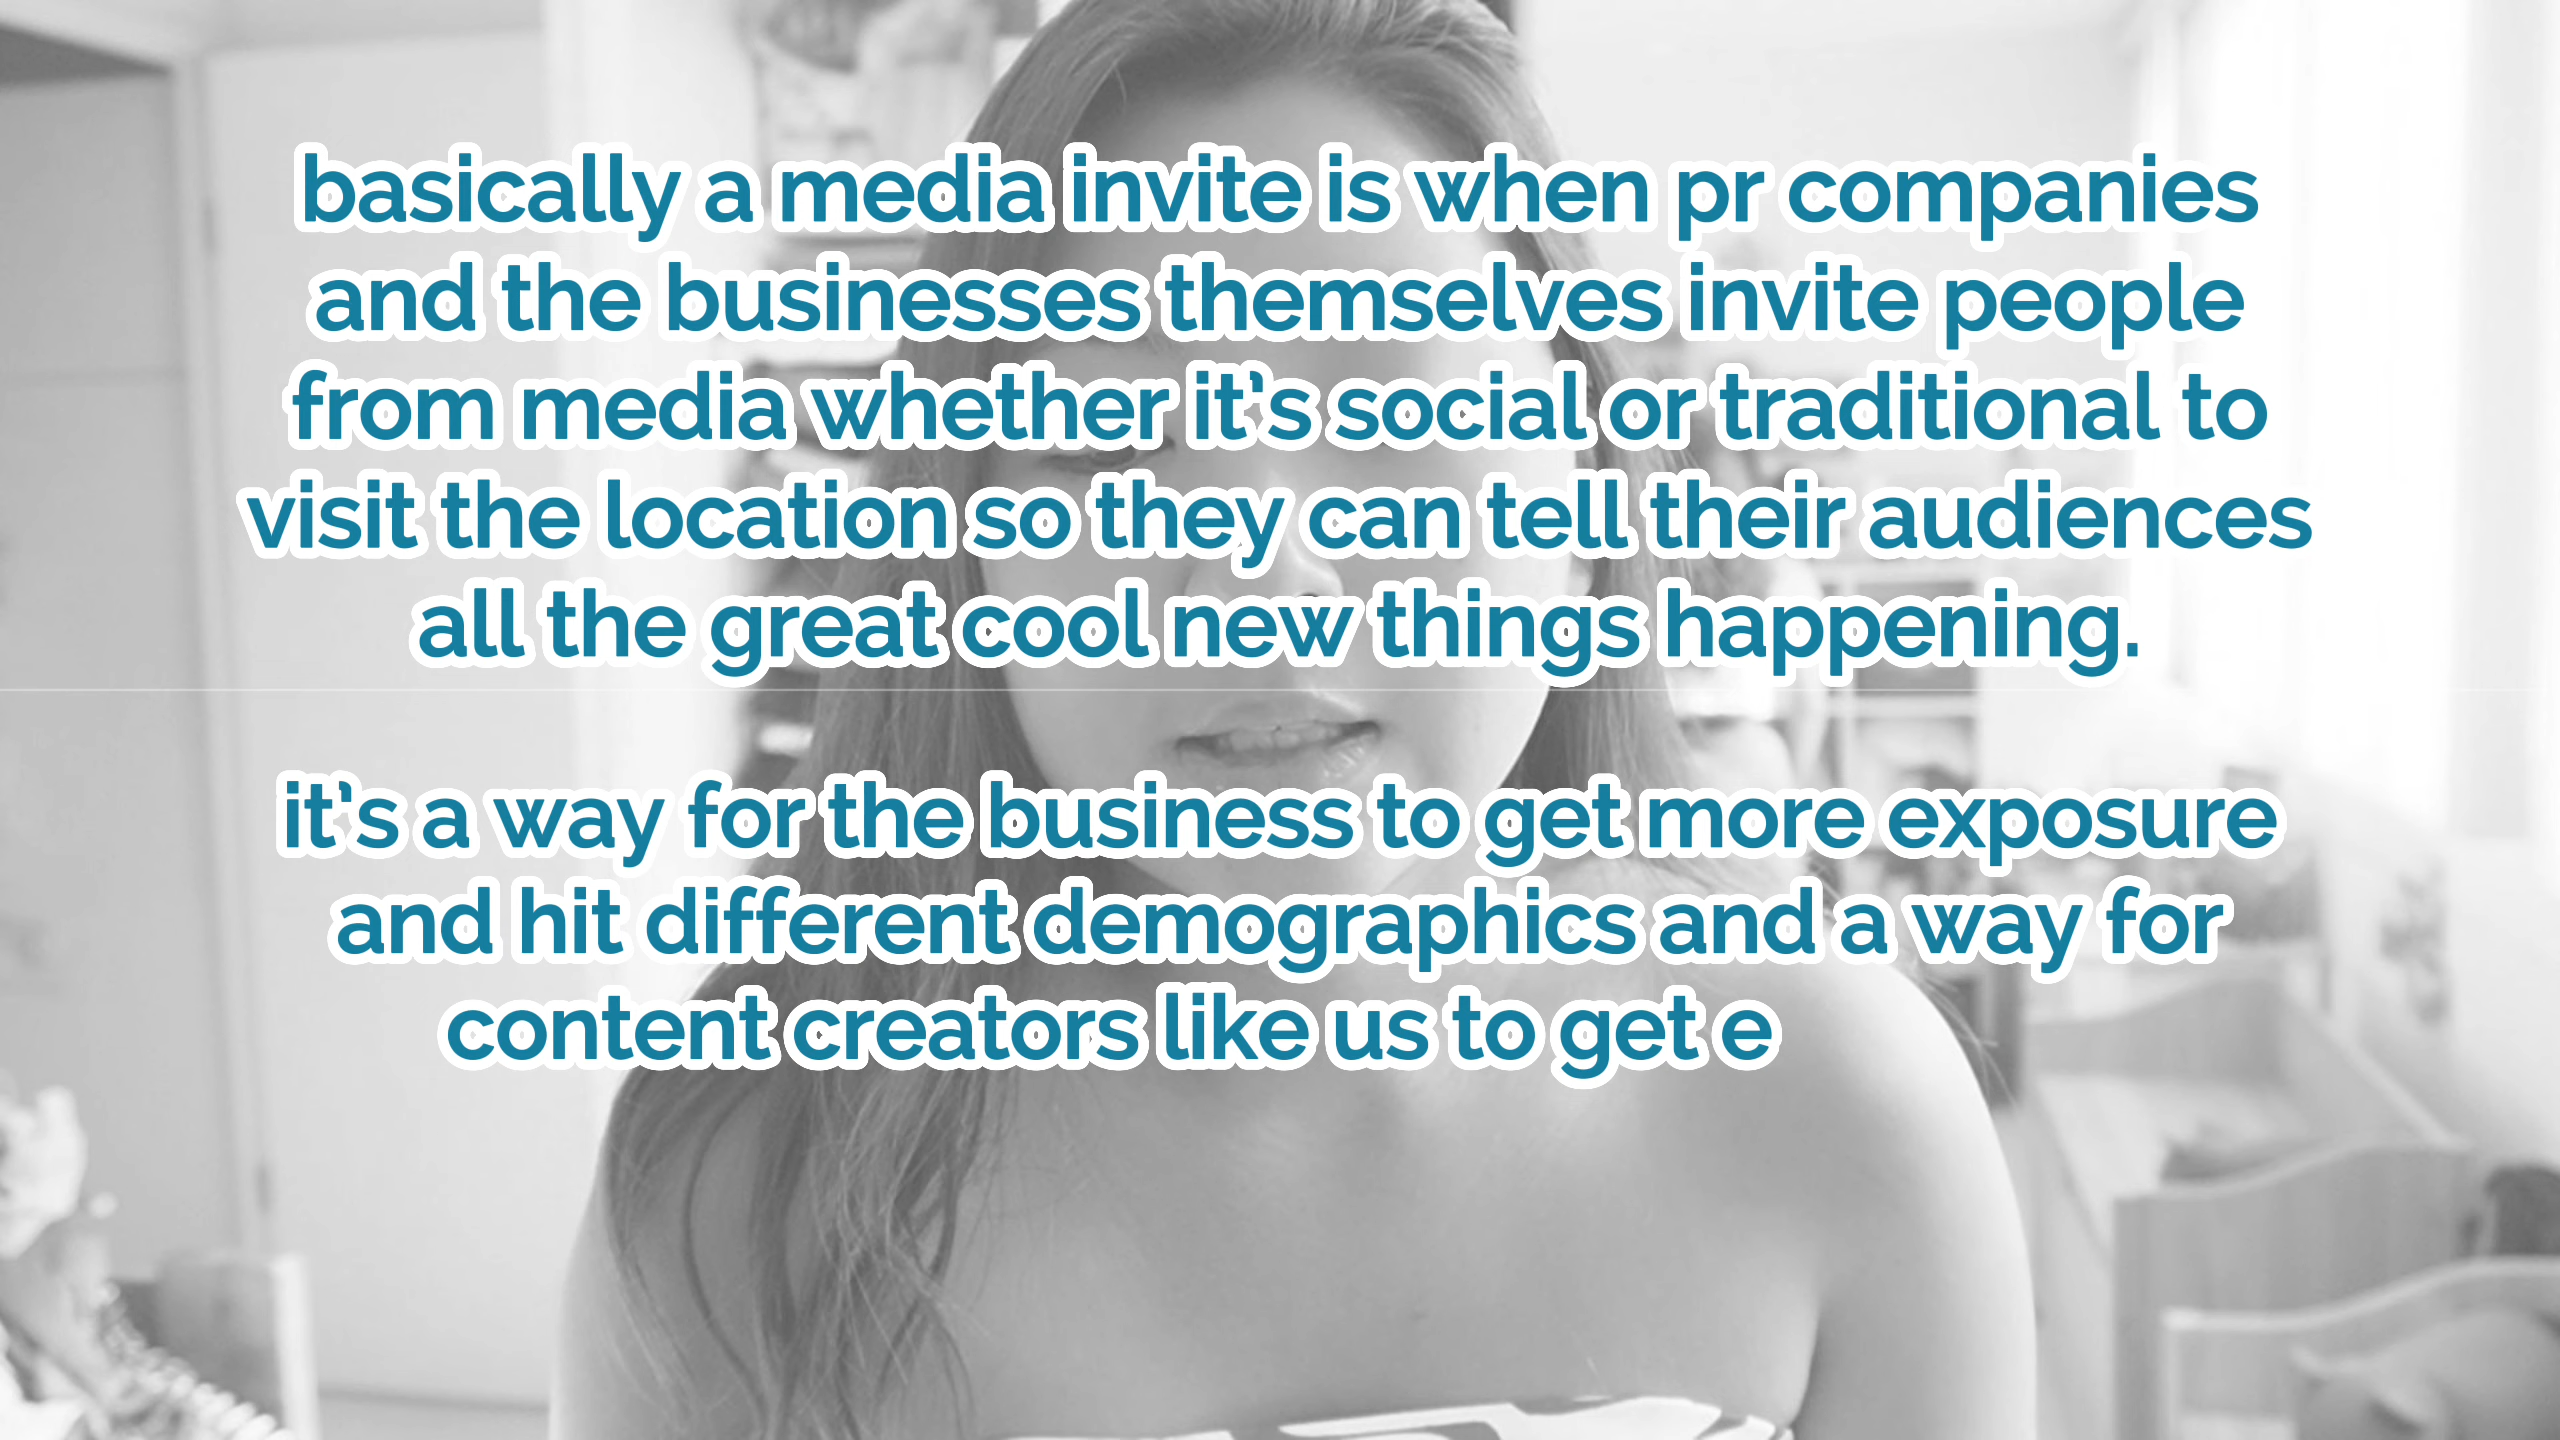 basically a media invite is when pr companies
and the businesses themselves invite people
from media whether it's social or traditional to
visit the location so they can tell their audiences
all the great cool new things happening.
it's a way for the business to get more exposure
and hit different demographics and a way for
content creators like us to get e